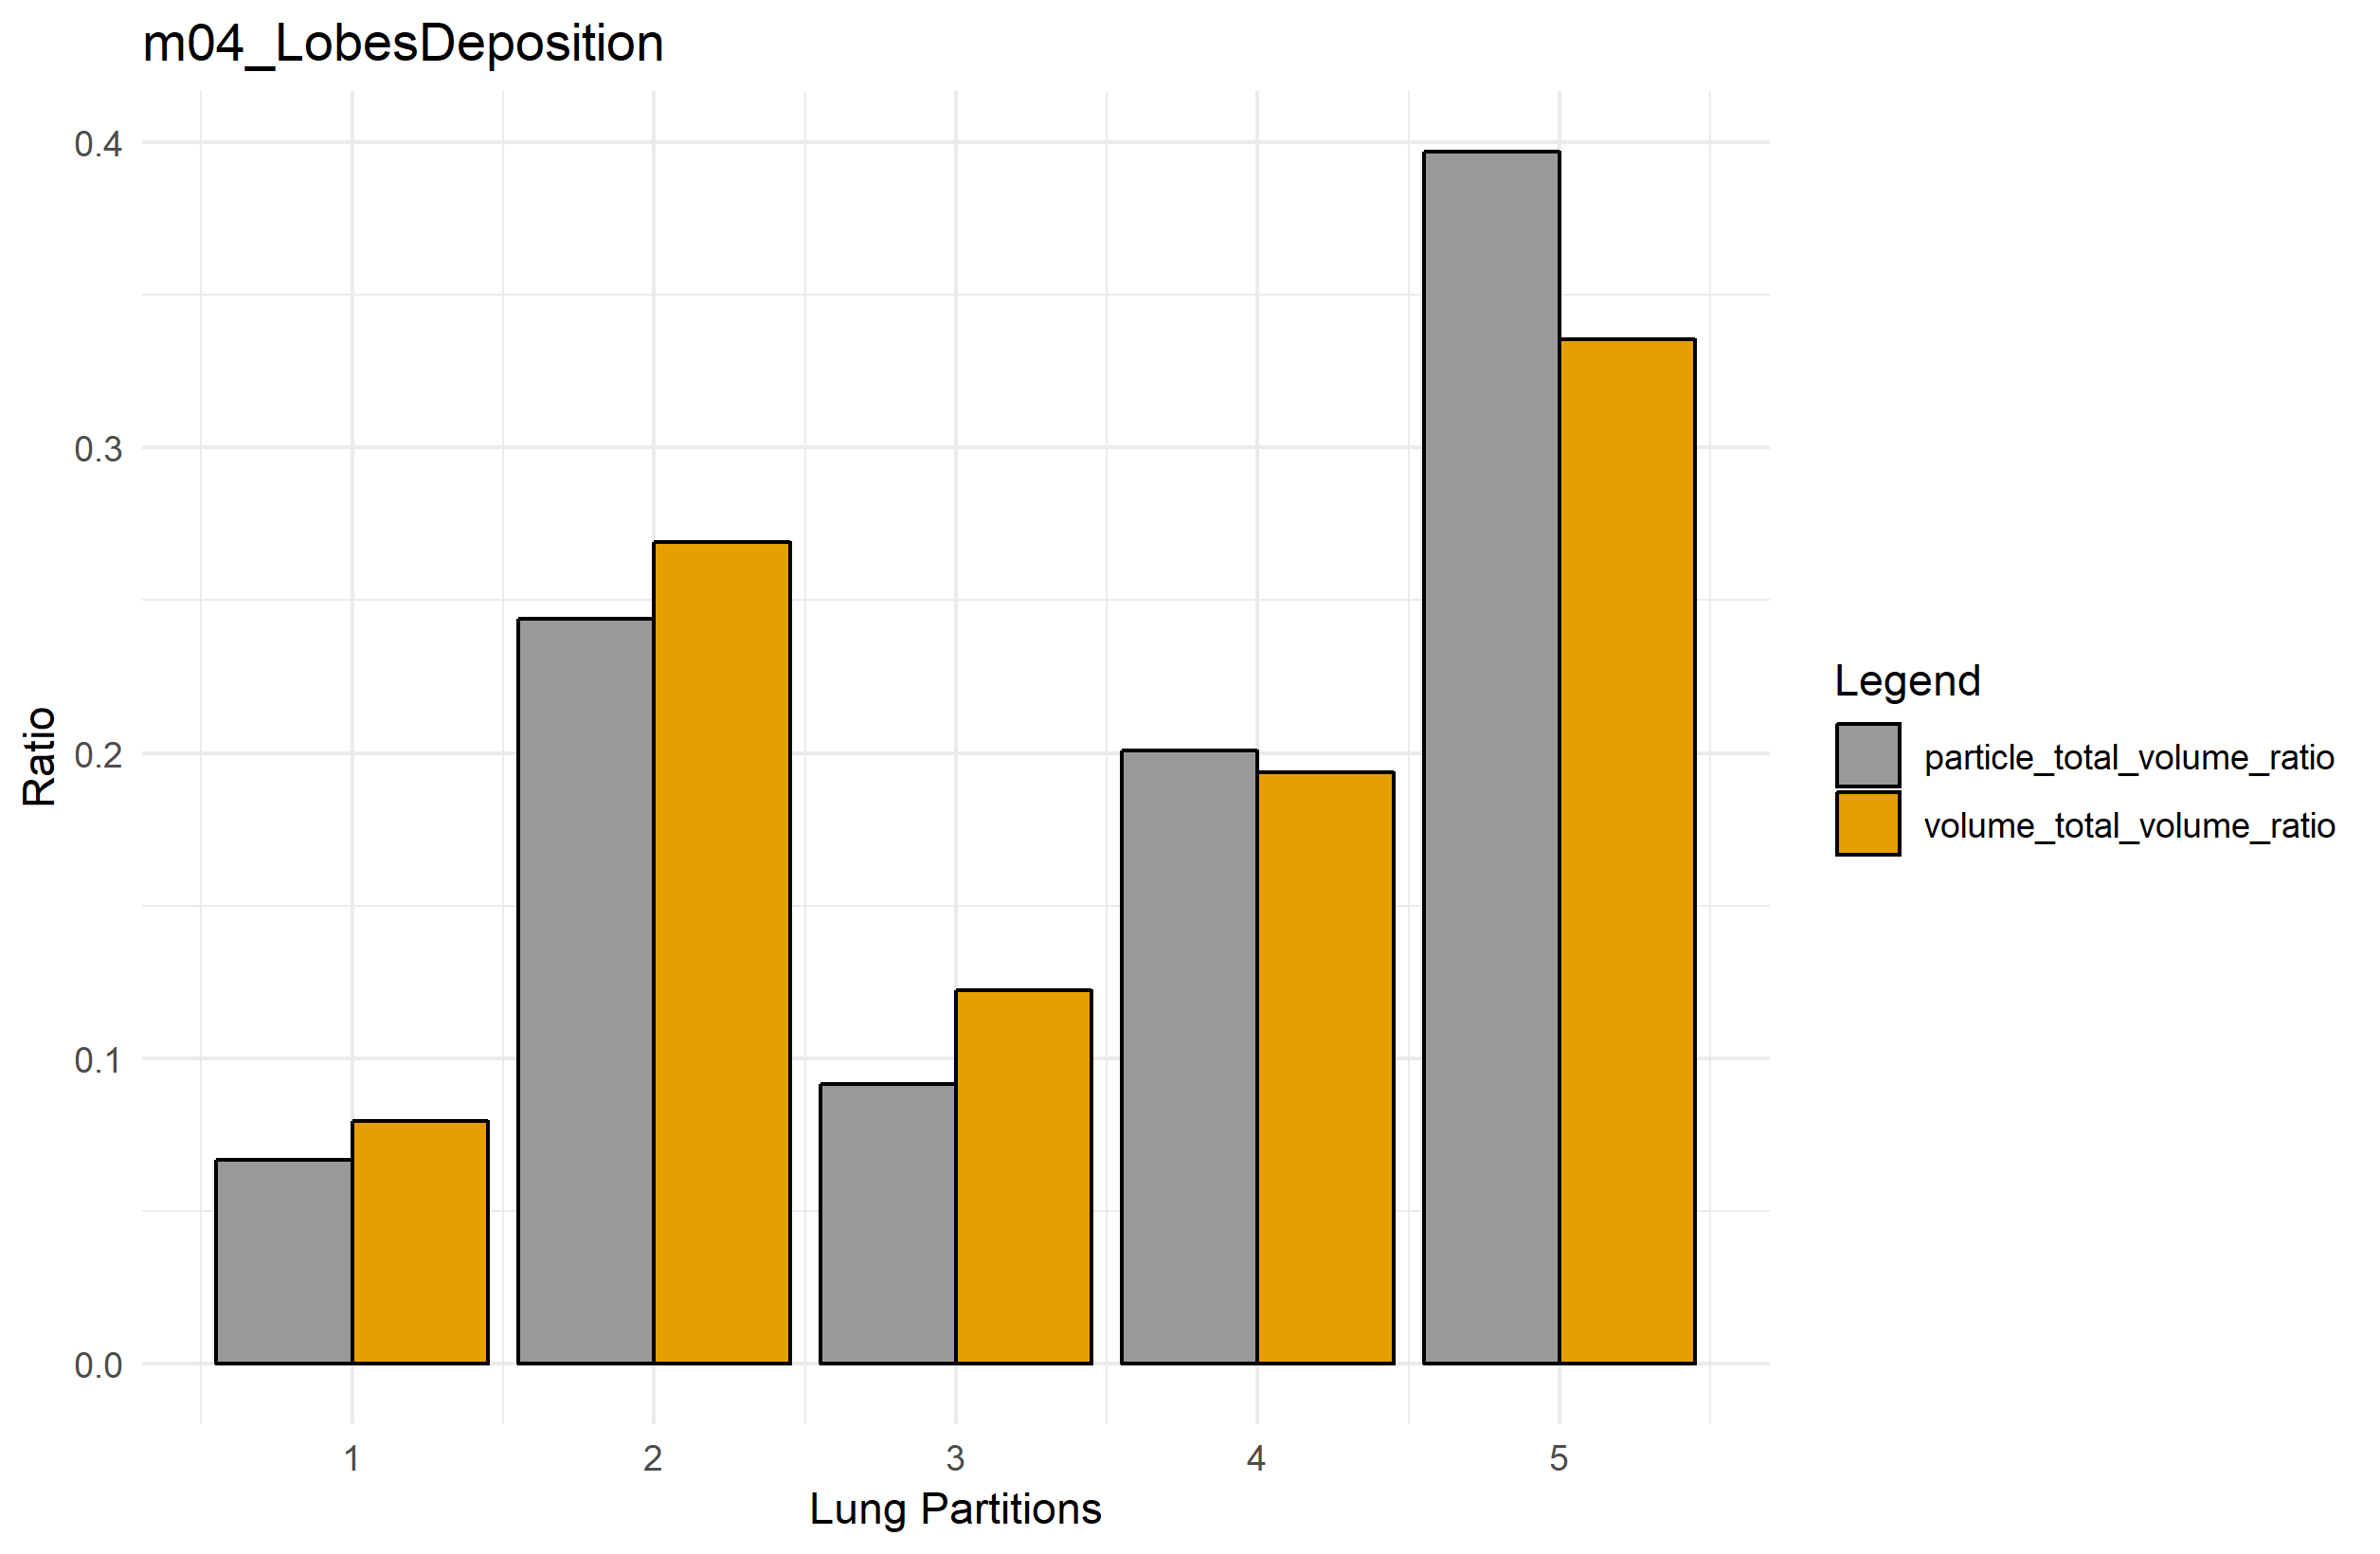 m04_LobesDeposition
0.4
0.3
0.2
0.1
0.0
Ratio
1 2 3 4 5
Lung Partitions
Legend
particle_total_volume_ratio
volume_total_volume_ratio